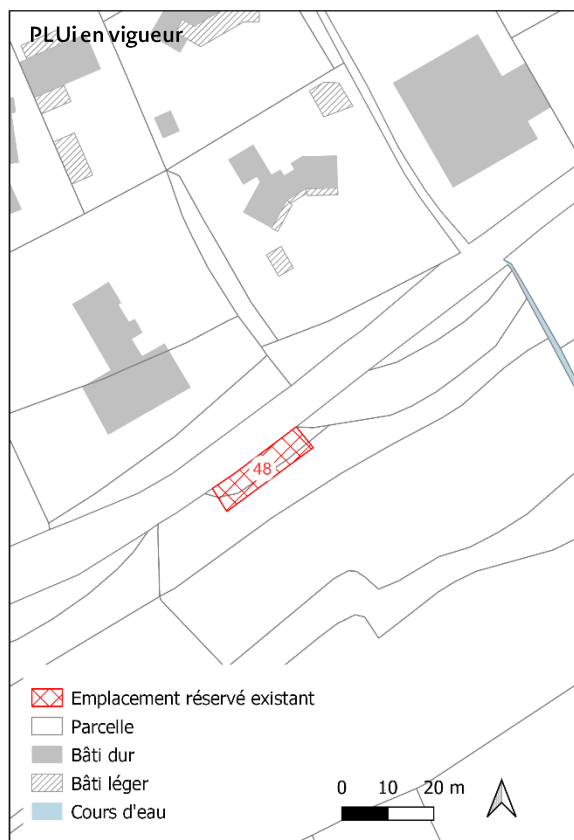 PLUi en vigueur
48
Emplacement réservé existant
Parcelle
Bâti dur
Bâti léger
Cours d'eau
0 10 20 m